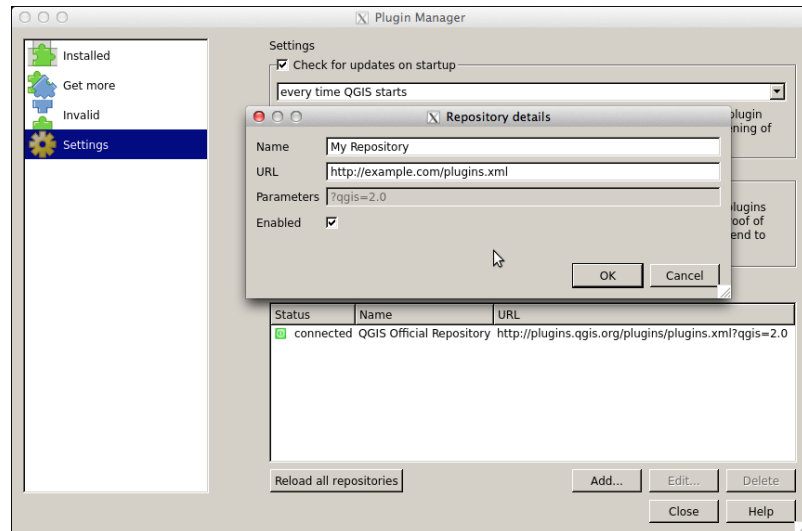 Plugin Manager
Installed
Get more
Invalid
Settings
Settings
Check for updates on startup
every time QGIS starts
plugin
ning of
Repository details
Name My Repository
URL http://example.com/plugins.xml
Parameters ?qgis=2.0
Enabled
OK Cancel
plugins
oof of
end to
Status Name URL
connected QGIS Official Repository http://plugins.qgis.org/plugins/plugins.xml?qgis=2.0
Reload all repositories Add... Edit... Delete
Close Help